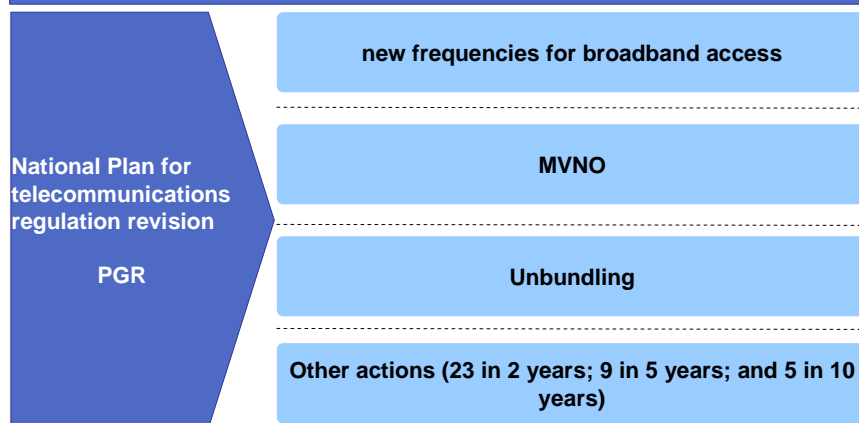 National Plan for
telecommunications
regulation revision
PGR
new frequencies for broadband access
MVNO
Unbundling
Other actions (23 in 2 years; 9 in 5 years; and 5 in 10
years)